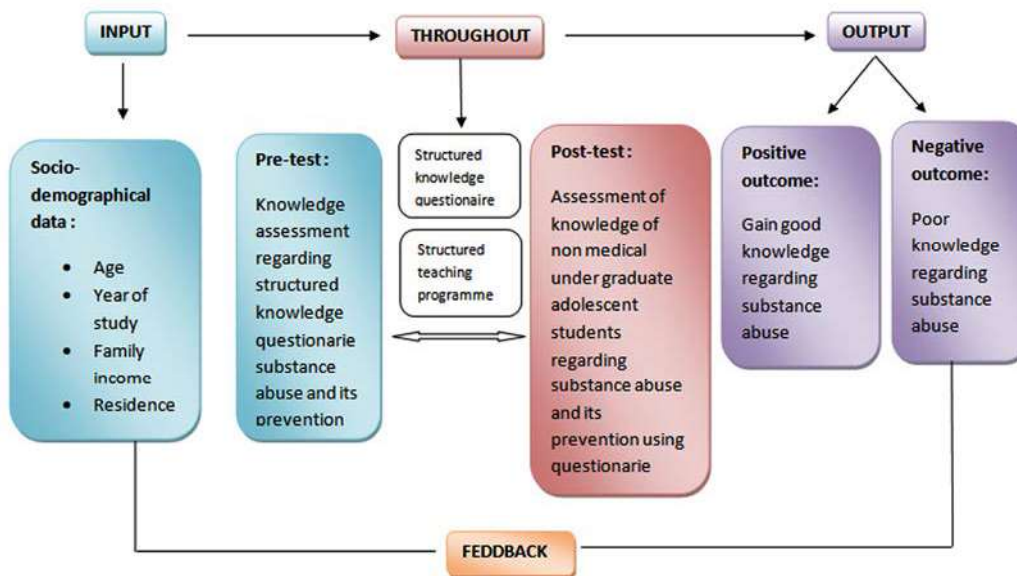 INPUT
THROUGHOUT
OUTPUT
Socio-
demographical
data :
• Age
• Year of
study
• Family
income
• Residence
Pre-test :
Knowledge
assessment
regarding
structured
knowledge
questionarie
substance
abuse and its
prevention
Structured
knowledge
questionaire
Structured
teaching
programme
Post-test :
Assessment of
knowledge of
non medical
under graduate
adolescent
students
regarding
substance abuse
and its
prevention using
questionarie
Positive
outcome:
Gain good
knowledge
regarding
substance
abuse
Negative
outcome:
Poor
knowledge
regarding
substance
abuse
FEDDBACK